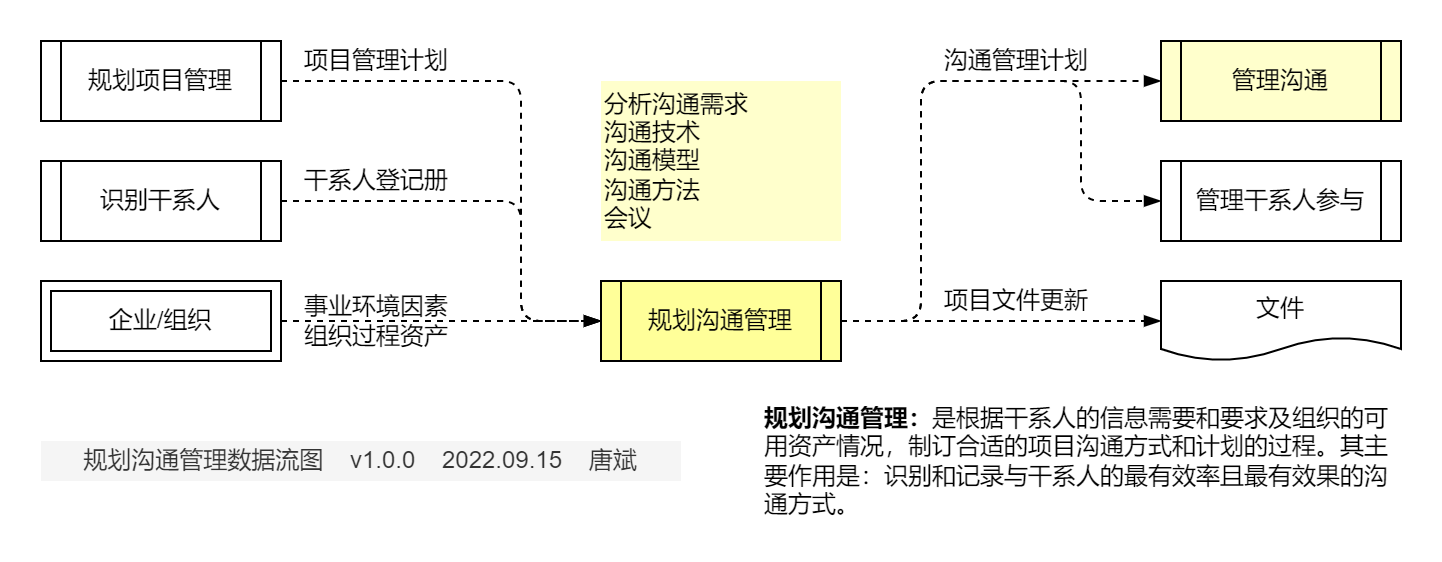 规划项目管理
项目管理计划
沟通管理计划
管理沟通
分析沟通需求
沟通技术
沟通模型
沟通方法
会议
识别干系人
干系人登记册
管理干系人参与
企业/组织
事业环境因素
组织过程资产
规划沟通管理
项目文件更新
文件
规划沟通管理：是根据干系人的信息需要和要求及组织的可
用资产情况，制订合适的项目沟通方式和计划的过程。其主
要作用是：识别和记录与干系人的最有效率且最有效果的沟
通方式。
规划沟通管理数据流图 v1.0.0 2022.09.15 唐斌